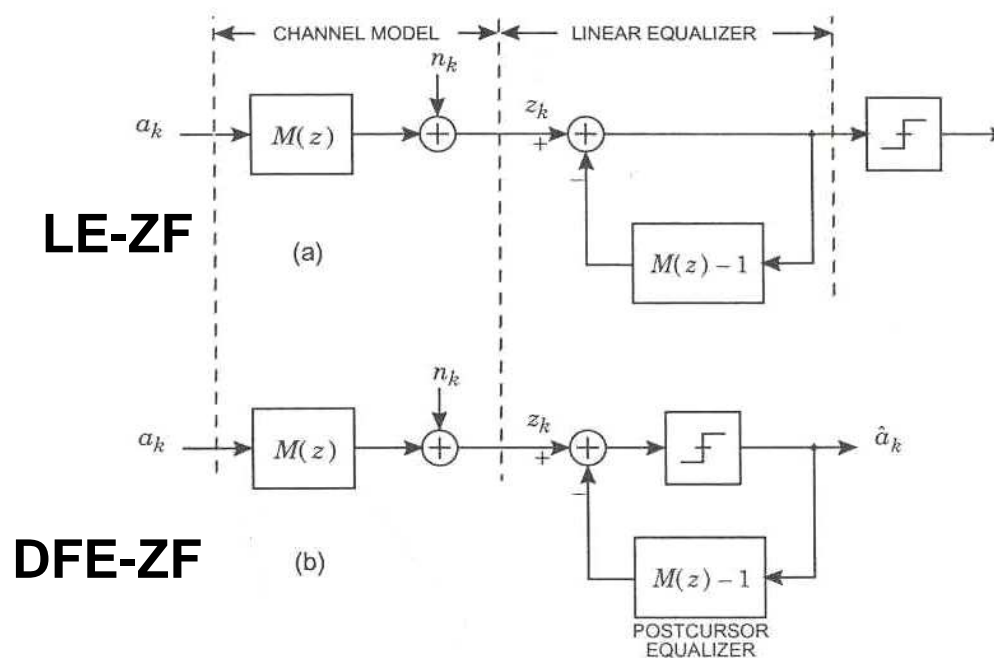 CHANNEL MODEL
LINEAR EQUALIZER
n_k
a_k
M(z)
z_k
+
+
+
−
M(z) − 1
LE-ZF
(a)
n_k
a_k
M(z)
z_k
+
+
+
−
â_k
M(z) − 1
POSTCURSOR
EQUALIZER
DFE-ZF
(b)